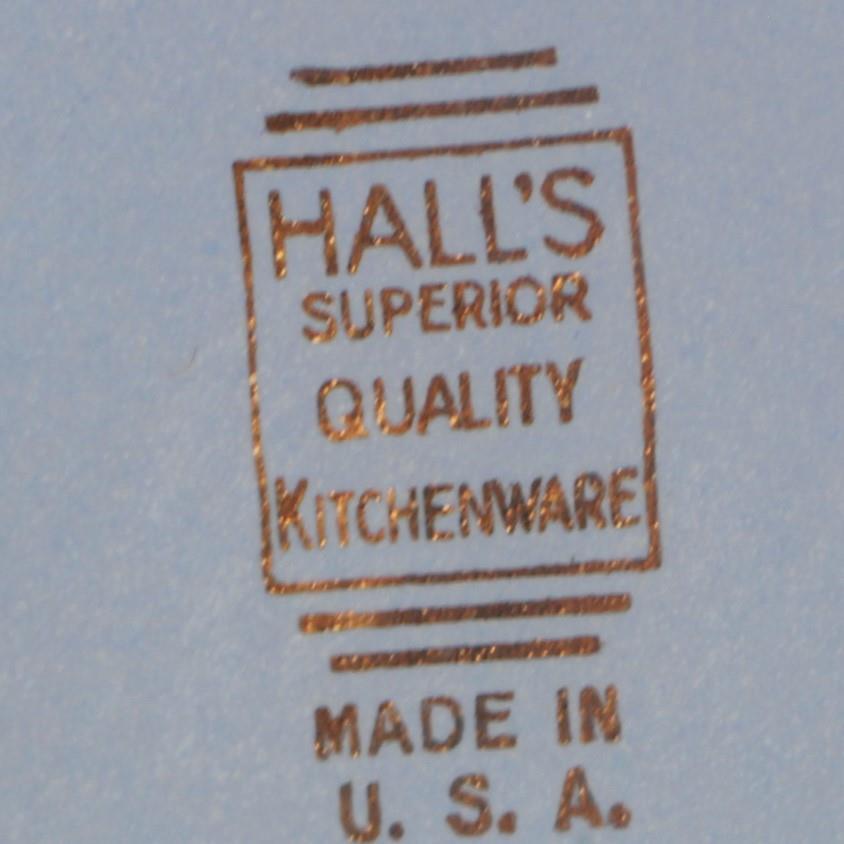 HALL'S
SUPERIOR
QUALITY
KITCHENWARE
MADE IN
U. S. A.